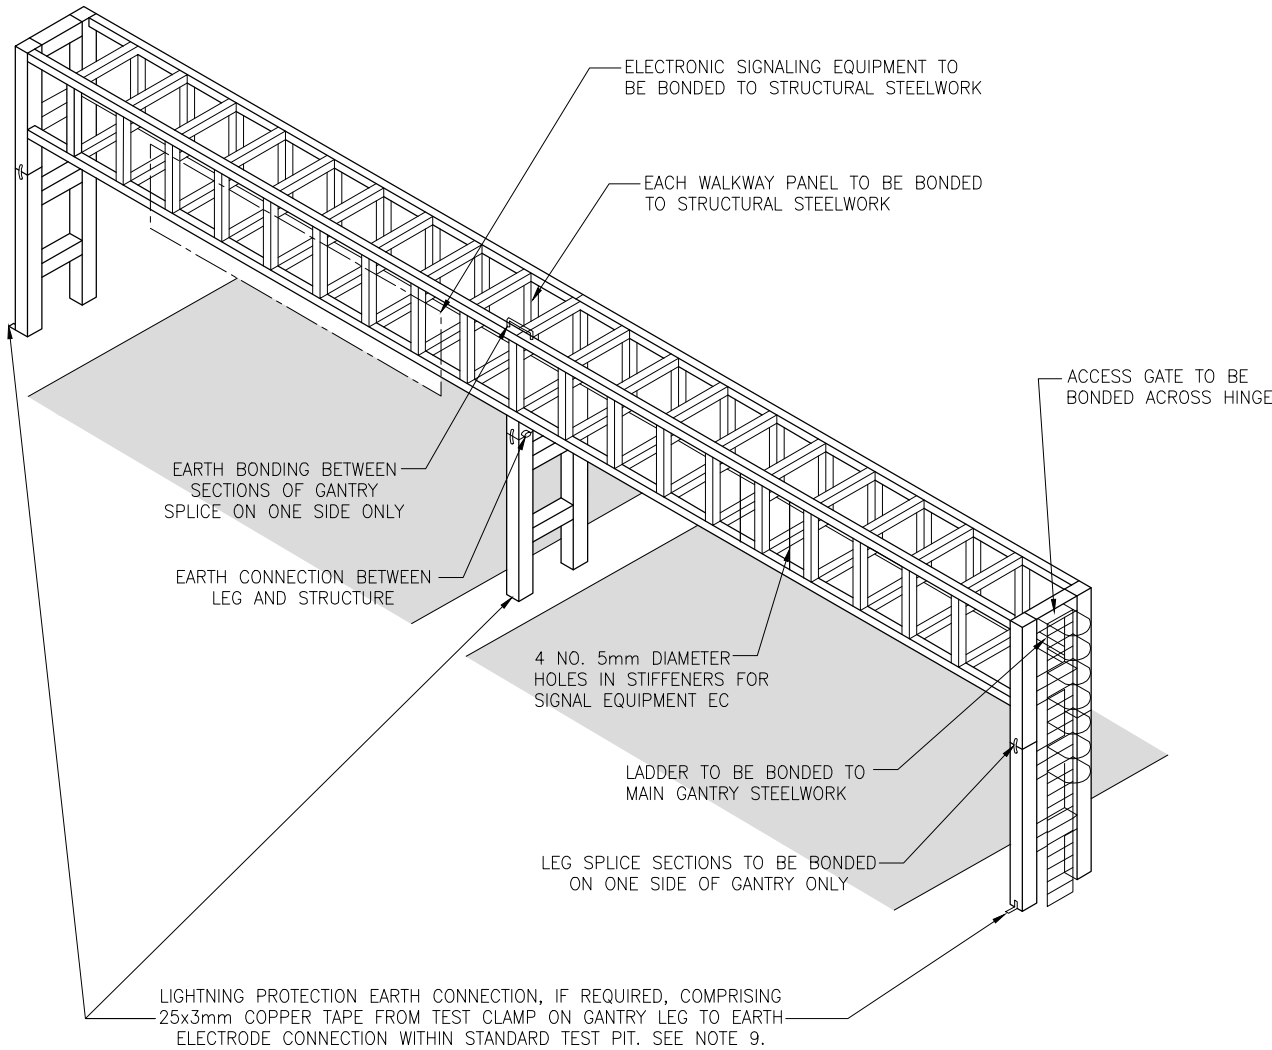 ELECTRONIC SIGNALING EQUIPMENT TO
BE BONDED TO STRUCTURAL STEELWORK
EACH WALKWAY PANEL TO BE BONDED
TO STRUCTURAL STEELWORK
ACCESS GATE TO BE
BONDED ACROSS HINGE
EARTH BONDING BETWEEN
SECTIONS OF GANTRY
SPLICE ON ONE SIDE ONLY
EARTH CONNECTION BETWEEN
LEG AND STRUCTURE
4 NO. 5mm DIAMETER
HOLES IN STIFFENERS FOR
SIGNAL EQUIPMENT EC
LADDER TO BE BONDED TO
MAIN GANTRY STEELWORK
LEG SPLICE SECTIONS TO BE BONDED
ON ONE SIDE OF GANTRY ONLY
LIGHTNING PROTECTION EARTH CONNECTION, IF REQUIRED, COMPRISING
25x3mm COPPER TAPE FROM TEST CLAMP ON GANTRY LEG TO EARTH
ELECTRODE CONNECTION WITHIN STANDARD TEST PIT. SEE NOTE 9.